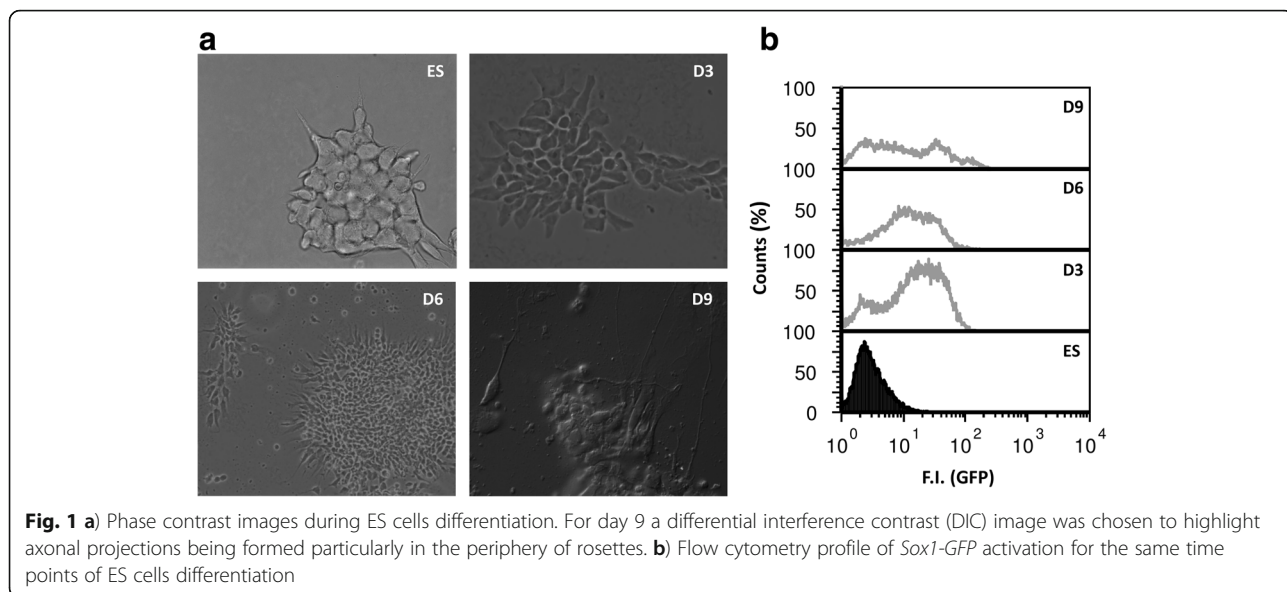 a
ES
D3
D6
D9
b
100
50
D9
100
50
D6
100
50
D3
100
50
0
ES
Counts (%)
10^0 10^1 10^2 10^3 10^4
F.I. (GFP)
Fig. 1 a) Phase contrast images during ES cells differentiation. For day 9 a differential interference contrast (DIC) image was chosen to highlight
axonal projections being formed particularly in the periphery of rosettes. b) Flow cytometry profile of Sox1-GFP activation for the same time
points of ES cells differentiation